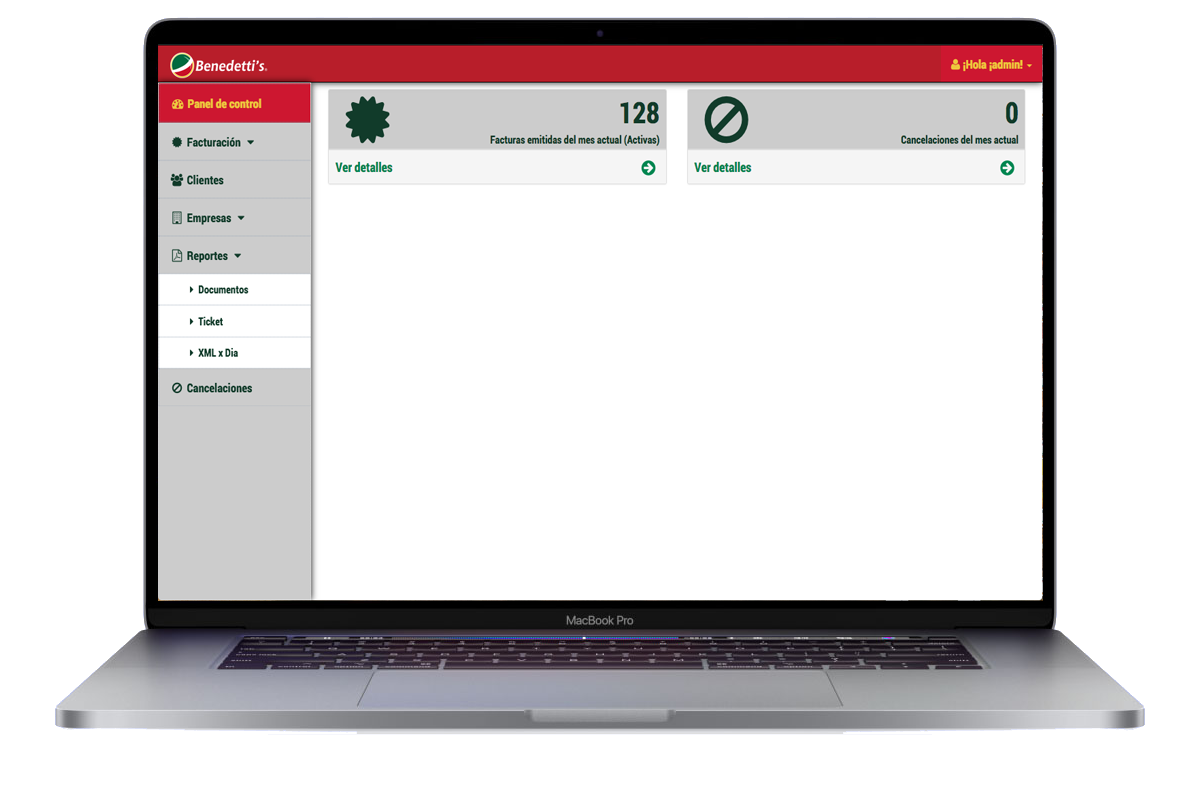 Benedetti's.
¡Hola ¡admin!
Panel de control
Facturación
Clientes
Empresas
Reportes
Documentos
Ticket
XML x Dia
Cancelaciones
128
Facturas emitidas del mes actual (Activas)
Ver detalles
0
Cancelaciones del mes actual
Ver detalles
MacBook Pro